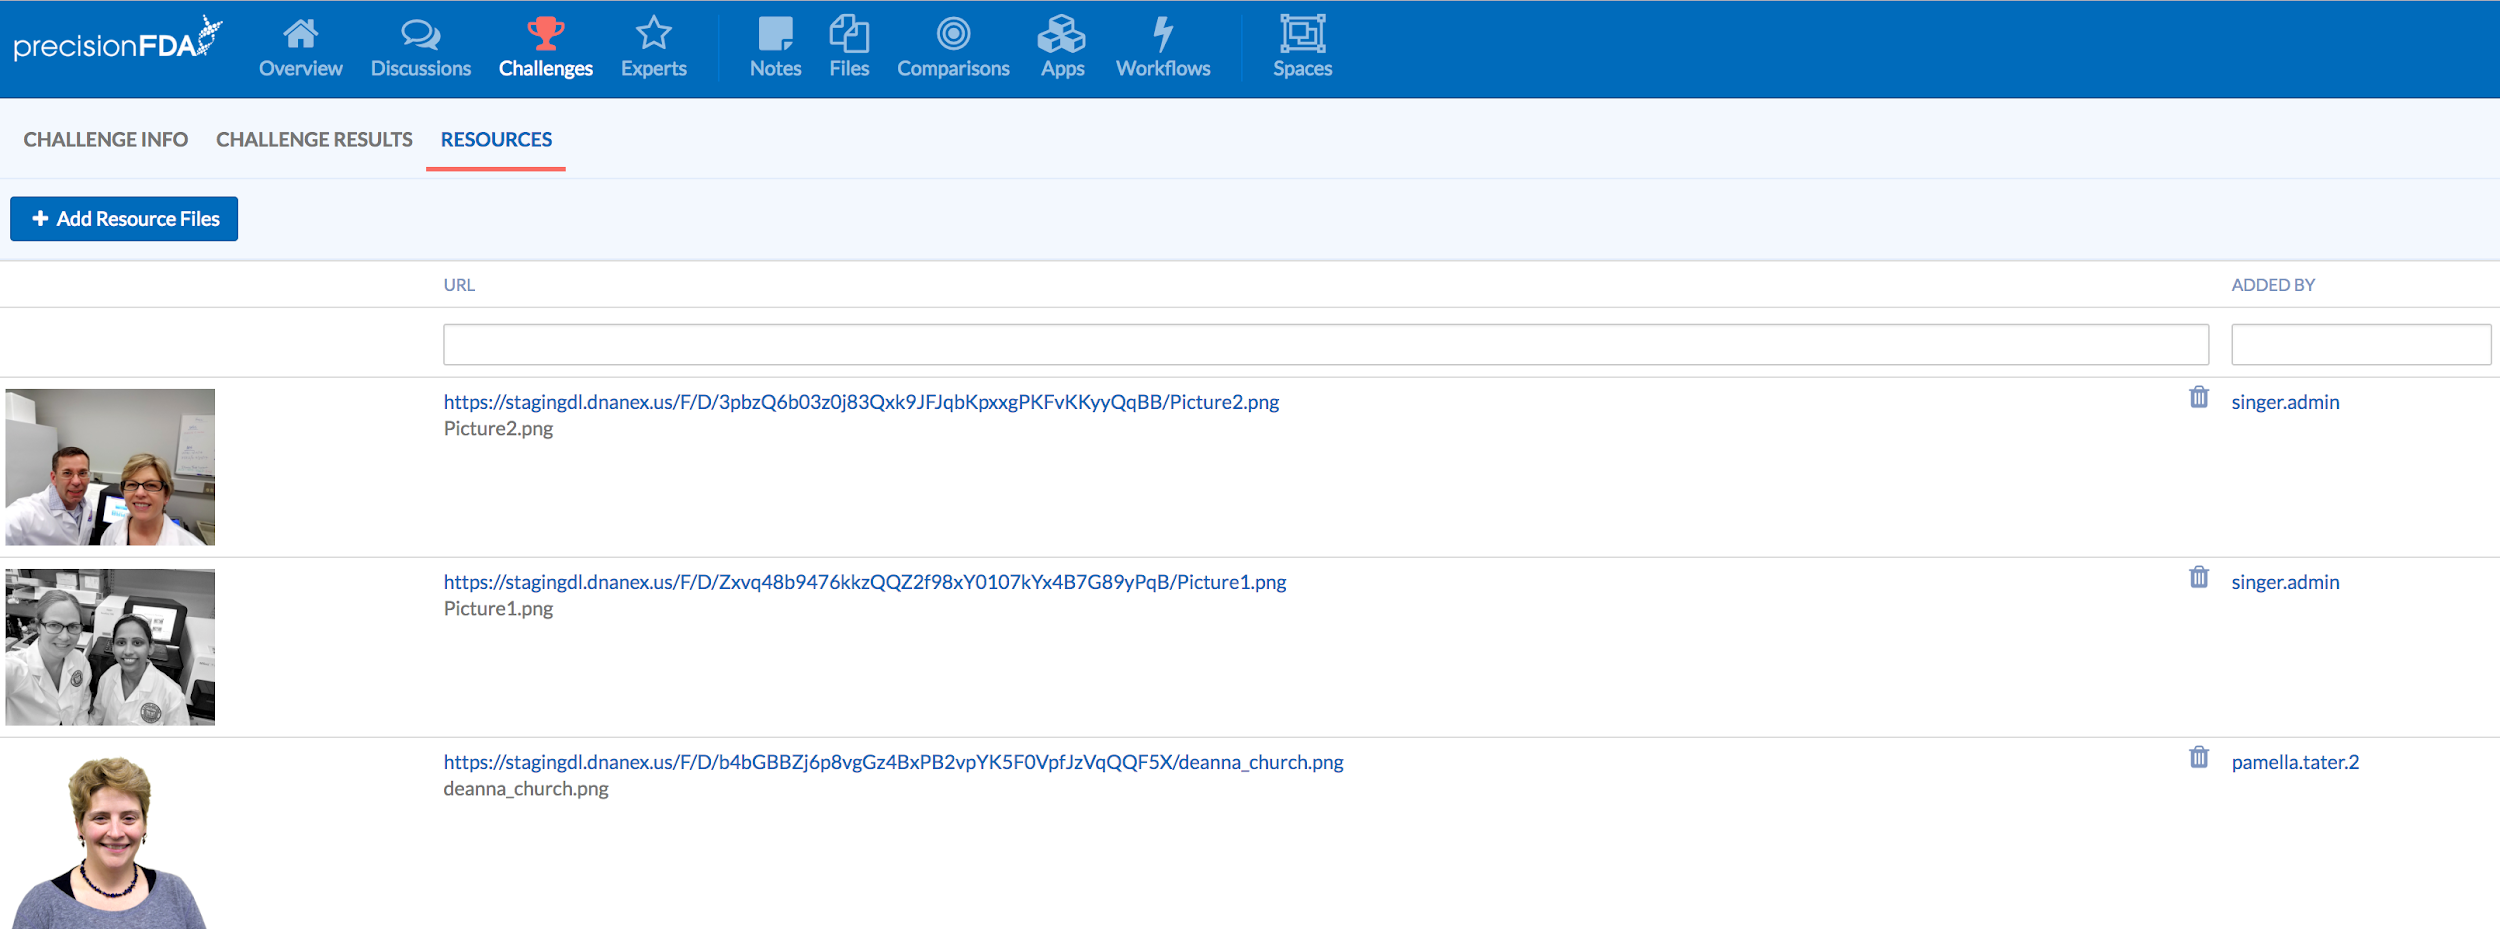 precisionFDA
Overview Discussions Challenges Experts Notes Files Comparisons Apps Workflows Spaces
CHALLENGE INFO CHALLENGE RESULTS RESOURCES
+ Add Resource Files
URL ADDED BY
https://stagingdl.dnanex.us/F/D/3pbzQ6b03z0j83Qxk9JFJqbKpxxgPKFvKKyyQqBB/Picture2.png singer.admin
Picture2.png
https://stagingdl.dnanex.us/F/D/Zxvq48b9476kkzQQZ2f98xY0107kYx4B7G89yPqB/Picture1.png singer.admin
Picture1.png
https://stagingdl.dnanex.us/F/D/b4bGBBZj6p8vgGz4BxPB2vpYK5F0VpfJzVqQQF5X/deanna_church.png pamella.tater.2
deanna_church.png